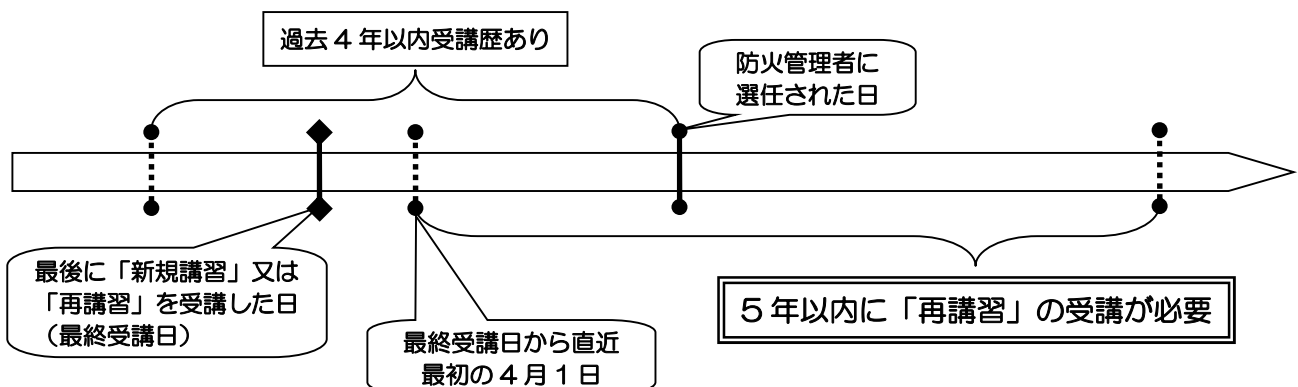 過去4年以内受講歴あり
防火管理者に
選任された日
最後に「新規講習」又は
「再講習」を受講した日
（最終受講日）
最終受講日から直近
最初の4月1日
5年以内に「再講習」の受講が必要